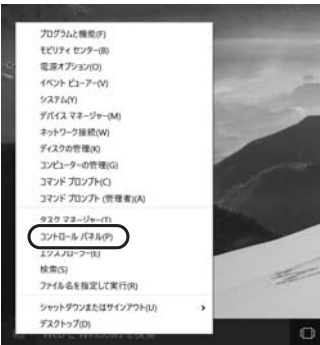 プログラムと機能(F)
モビリティ センター(B)
電源オプション(O)
イベント ビューアー(V)
システム(Y)
デバイス マネージャー(M)
ネットワーク接続(W)
ディスクの管理(K)
コンピューターの管理(G)
コマンド プロンプト(C)
コマンド プロンプト (管理者)(A)
タスク マネージャー(T)
コントロール パネル(P)
エクスプローラー(E)
検索(S)
ファイル名を指定して実行(R)
シャットダウンまたはサインアウト(U)
デスクトップ(D)